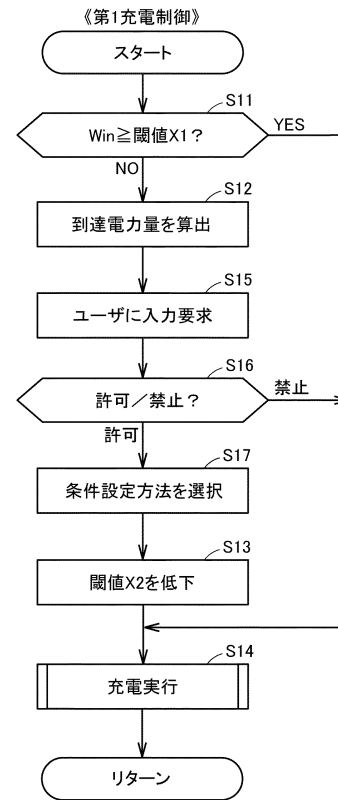 《第1充電制御》
スタート
S11
Win≧閾値X1？
YES
NO
S12
到達電力量を算出
S15
ユーザに入力要求
S16
許可／禁止？
禁止
許可
S17
条件設定方法を選択
S13
閾値X2を低下
S14
充電実行
リターン